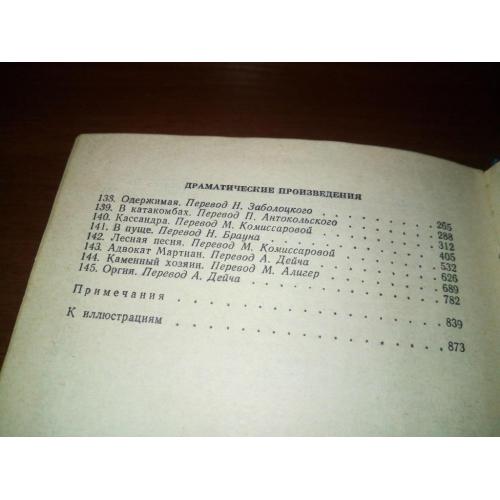 ДРАМАТИЧЕСКИЕ ПРОИЗВЕДЕНИЯ
138. Одержимая. Перевод Н. Заболоцкого . . . . . . . . 265
139. В катакомбах. Перевод П. Антокольского . . . . . . 288
140. Кассандра. Перевод М. Комиссаровой . . . . . . . . 312
141. В пуще. Перевод Н. Брауна . . . . . . . . . . 405
142. Лесная песня. Перевод М. Комиссаровой . . . . . . . 532
143. Адвокат Мартиан. Перевод А. Дейча . . . . . . . . 626
144. Каменный хозяин. Перевод М. Алигер . . . . . . . . 689
145. Оргия. Перевод А. Дейча . . . . . . . . . . . 782
Примечания . . . . . . . . . . . . . . . 839
К иллюстрациям . . . . . . . . . . . . . . 873